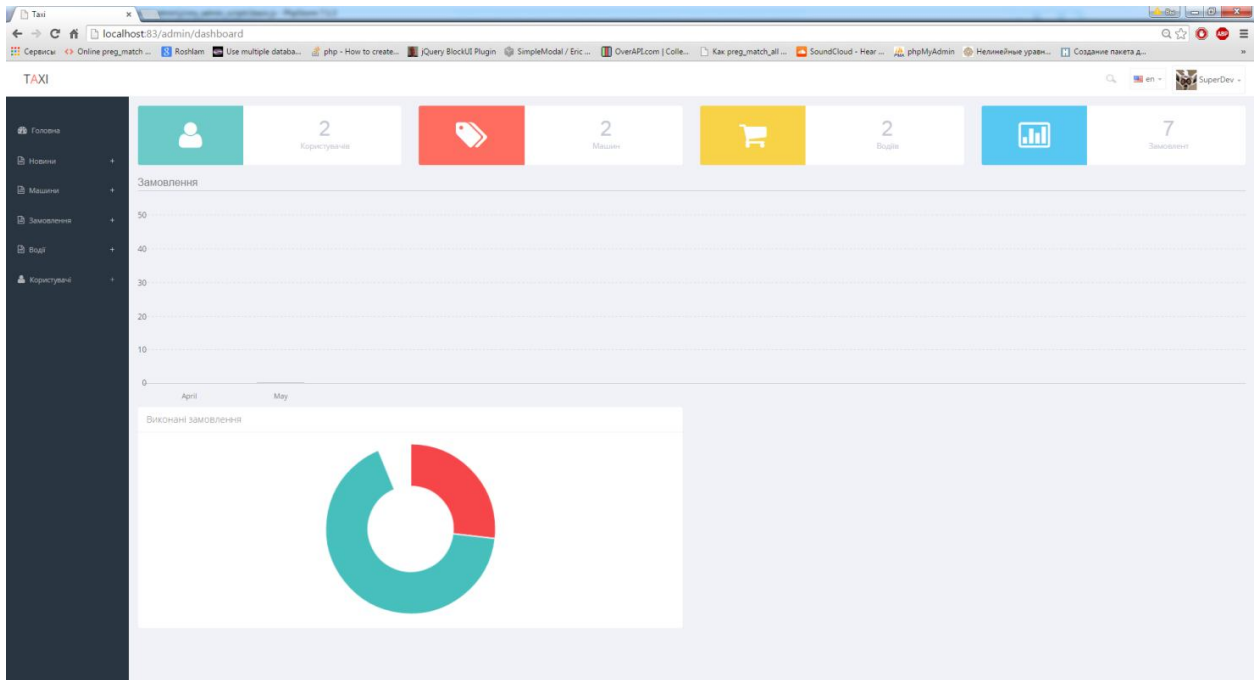 Taxi
localhost:83/admin/dashboard
Сервисы
Online preg_match ...
Roshlam
Use multiple databa...
php - How to create...
jQuery BlockUI Plugin
SimpleModal / Eric ...
OverAPI.com | Colle...
Как preg_match_all ...
SoundCloud - Hear ...
phpMyAdmin
Нелинейные уравн...
Создание пакета д...
»
TAXI
en
SuperDev
Головна
Новини +
Машини +
Замовлення +
Водії +
Користувачі +
2
Користувачів
2
Машин
2
Водіїв
7
Замовлень
Замовлення
50
40
30
20
10
0
April
May
Виконані замовлення